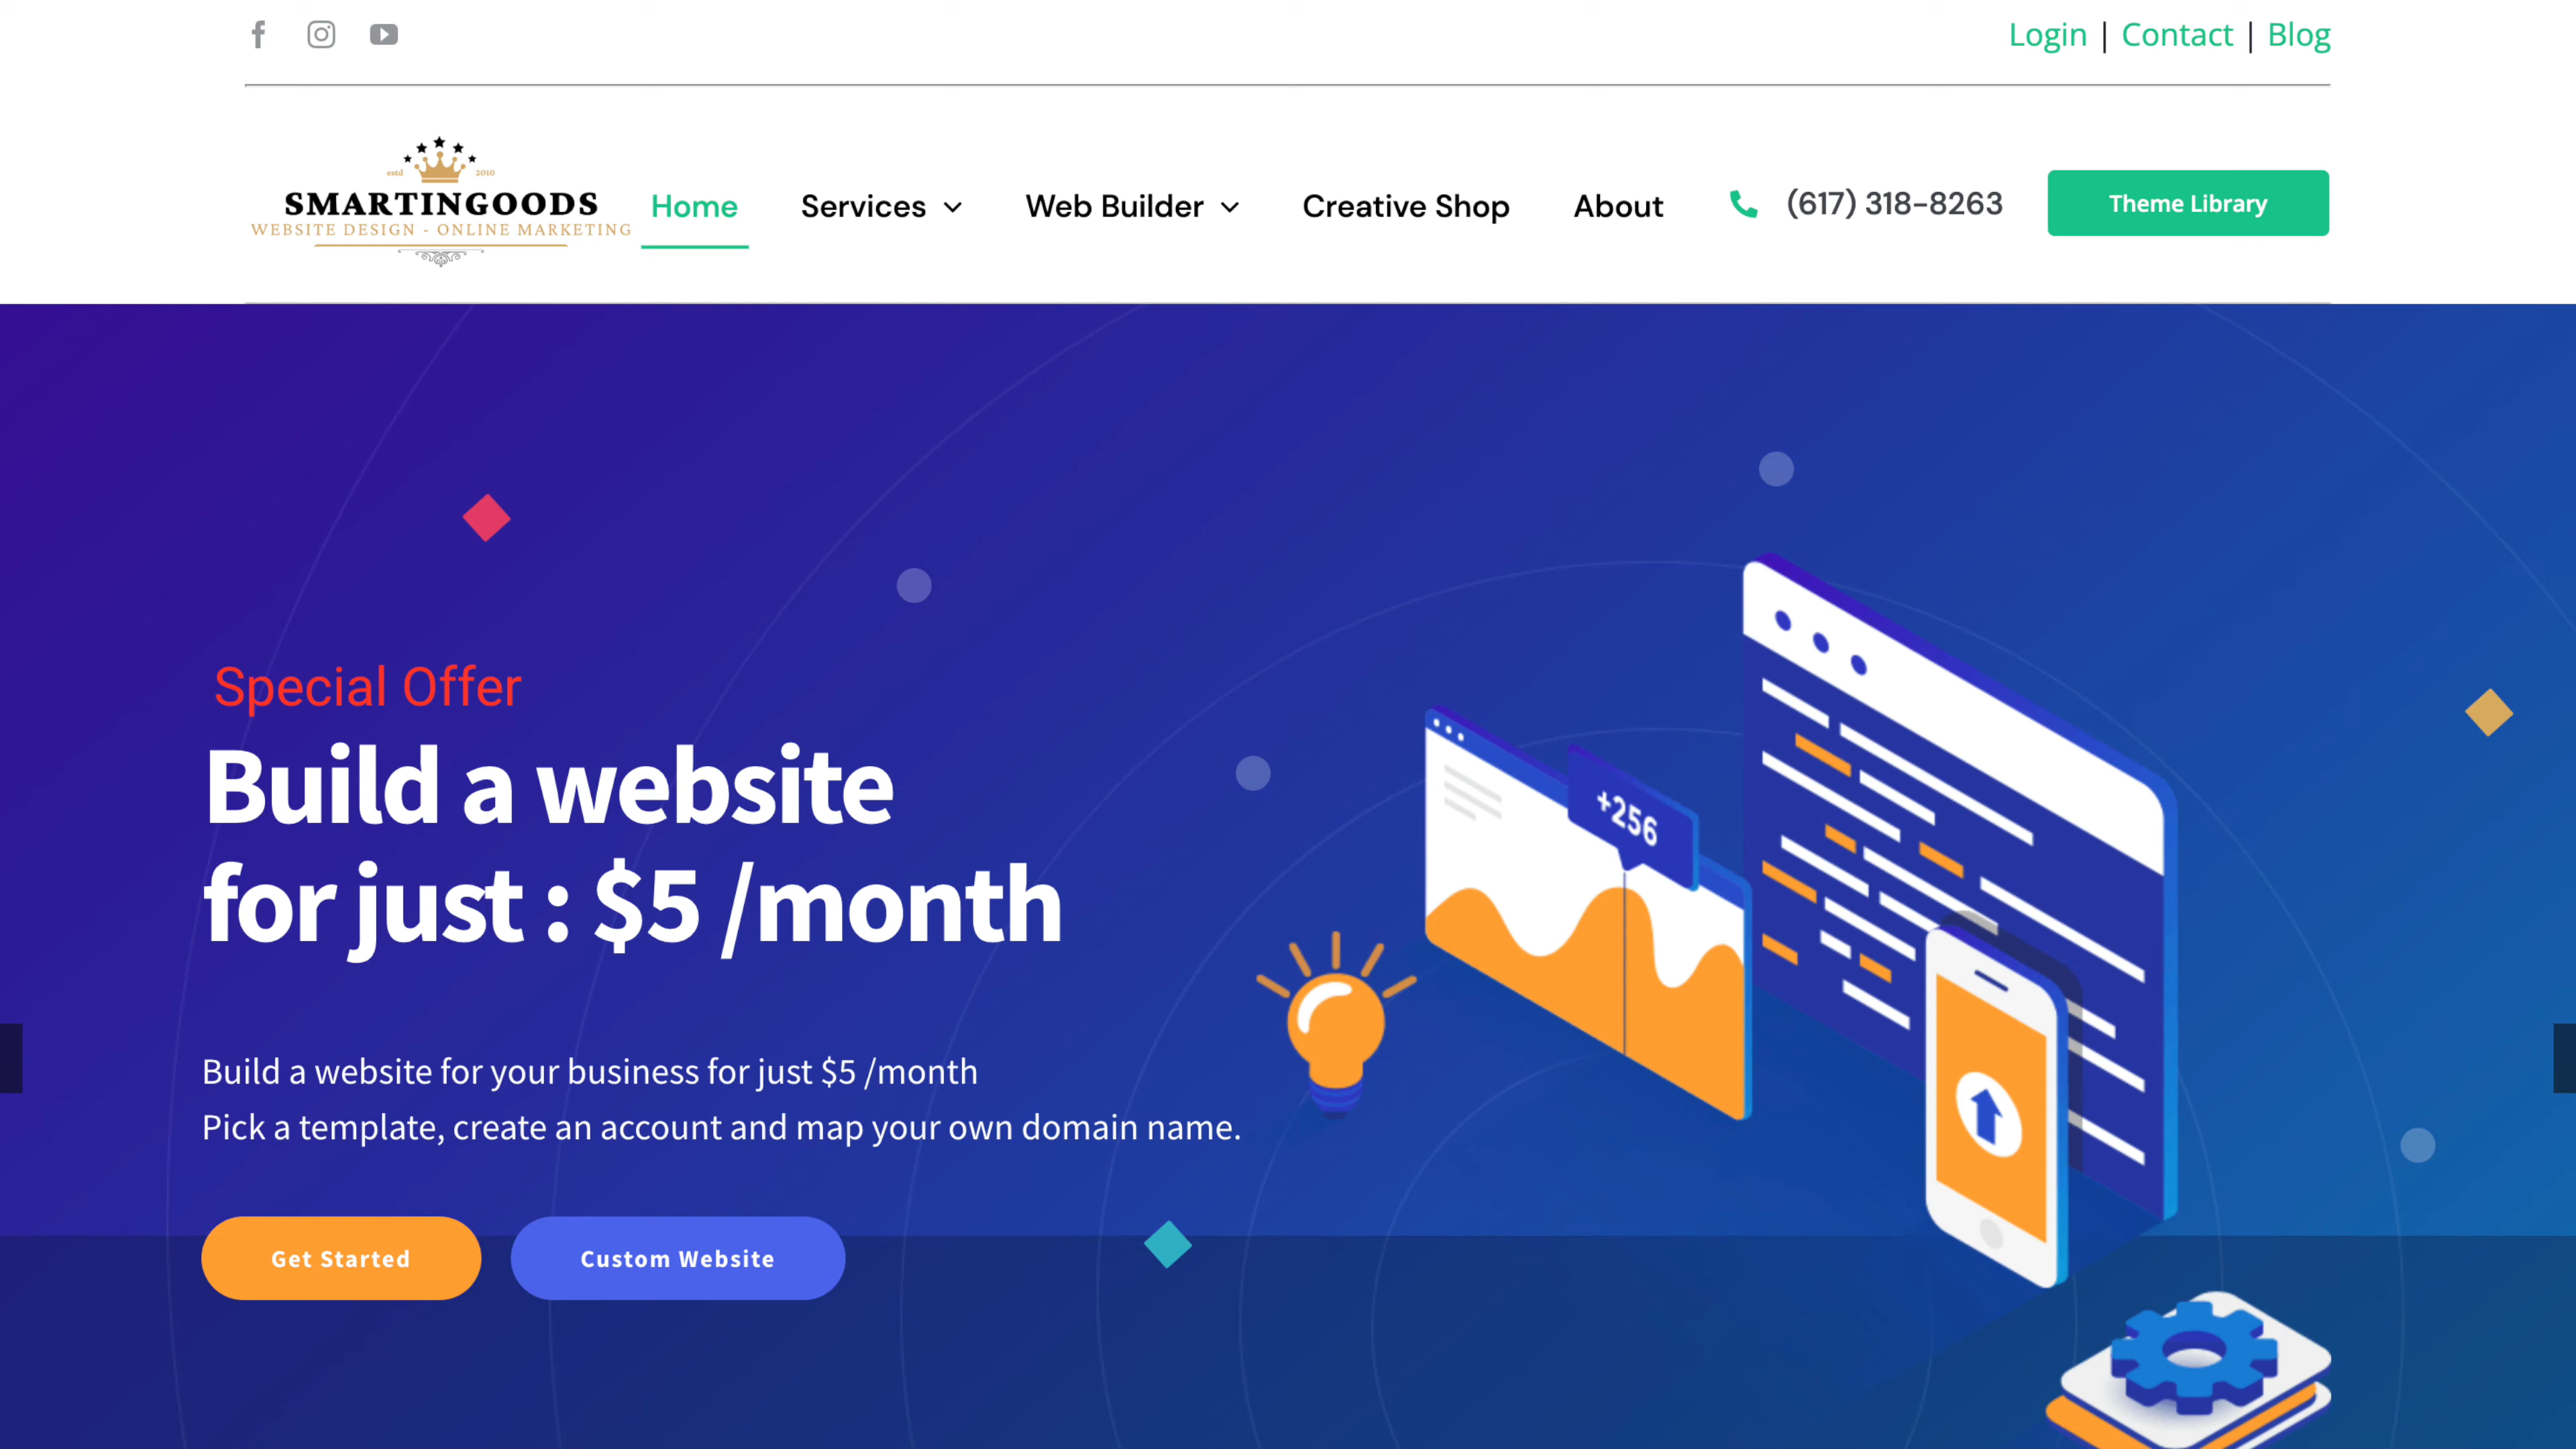 Login | Contact | Blog
estd 2010
SMARTINGOODS
WEBSITE DESIGN - ONLINE MARKETING
Home Services Web Builder Creative Shop About (617) 318-8263 Theme Library
Special Offer
Build a website
for just : $5 /month
+256
Build a website for your business for just $5 /month
Pick a template, create an account and map your own domain name.
Get Started Custom Website